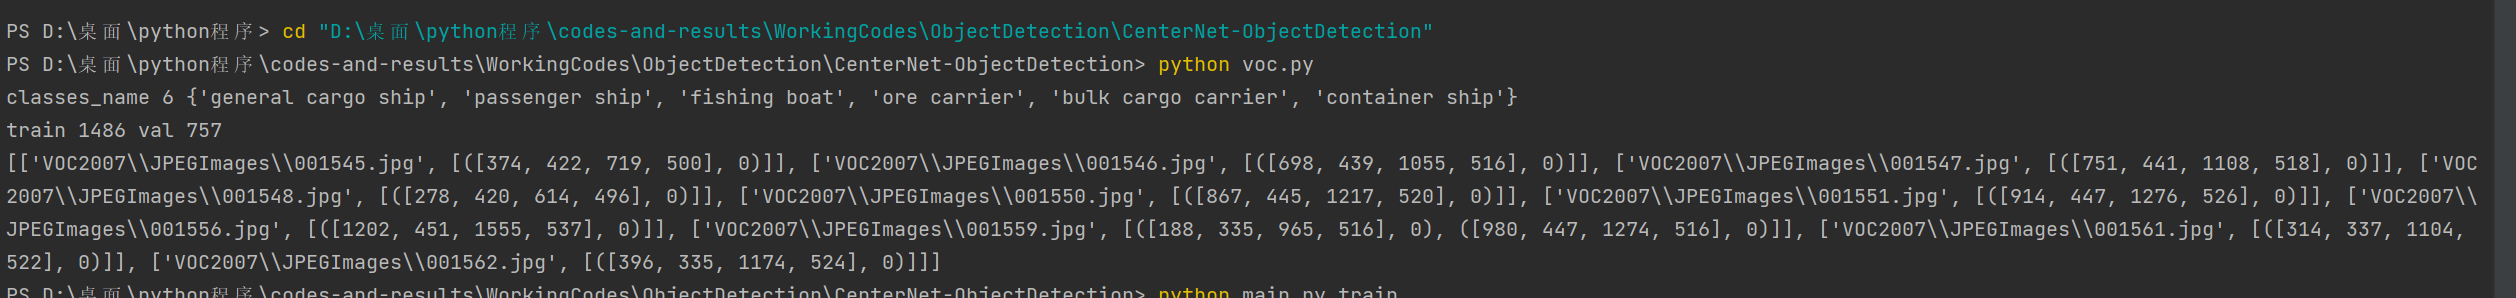 PS D:\桌面\python程序> cd "D:\桌面\python程序\codes-and-results\WorkingCodes\ObjectDetection\CenterNet-ObjectDetection"
PS D:\桌面\python程序\codes-and-results\WorkingCodes\ObjectDetection\CenterNet-ObjectDetection> python voc.py
classes_name 6 {'general cargo ship', 'passenger ship', 'fishing boat', 'ore carrier', 'bulk cargo carrier', 'container ship'}
train 1486 val 757
[['VOC2007\\JPEGImages\\001545.jpg', [([374, 422, 719, 500], 0)]], ['VOC2007\\JPEGImages\\001546.jpg', [([698, 439, 1055, 516], 0)]], ['VOC2007\\JPEGImages\\001547.jpg', [([751, 441, 1108, 518], 0)]], ['VOC
2007\\JPEGImages\\001548.jpg', [([278, 420, 614, 496], 0)]], ['VOC2007\\JPEGImages\\001550.jpg', [([867, 445, 1217, 520], 0)]], ['VOC2007\\JPEGImages\\001551.jpg', [([914, 447, 1276, 526], 0)]], ['VOC2007\\
JPEGImages\\001556.jpg', [([1202, 451, 1555, 537], 0)]], ['VOC2007\\JPEGImages\\001559.jpg', [([188, 335, 965, 516], 0), ([980, 447, 1274, 516], 0)]], ['VOC2007\\JPEGImages\\001561.jpg', [([314, 337, 1104,
522], 0)]], ['VOC2007\\JPEGImages\\001562.jpg', [([396, 335, 1174, 524], 0)]]]
PS D:\桌面\python程序\codes-and-results\WorkingCodes\ObjectDetection\CenterNet-ObjectDetection> python main.py train